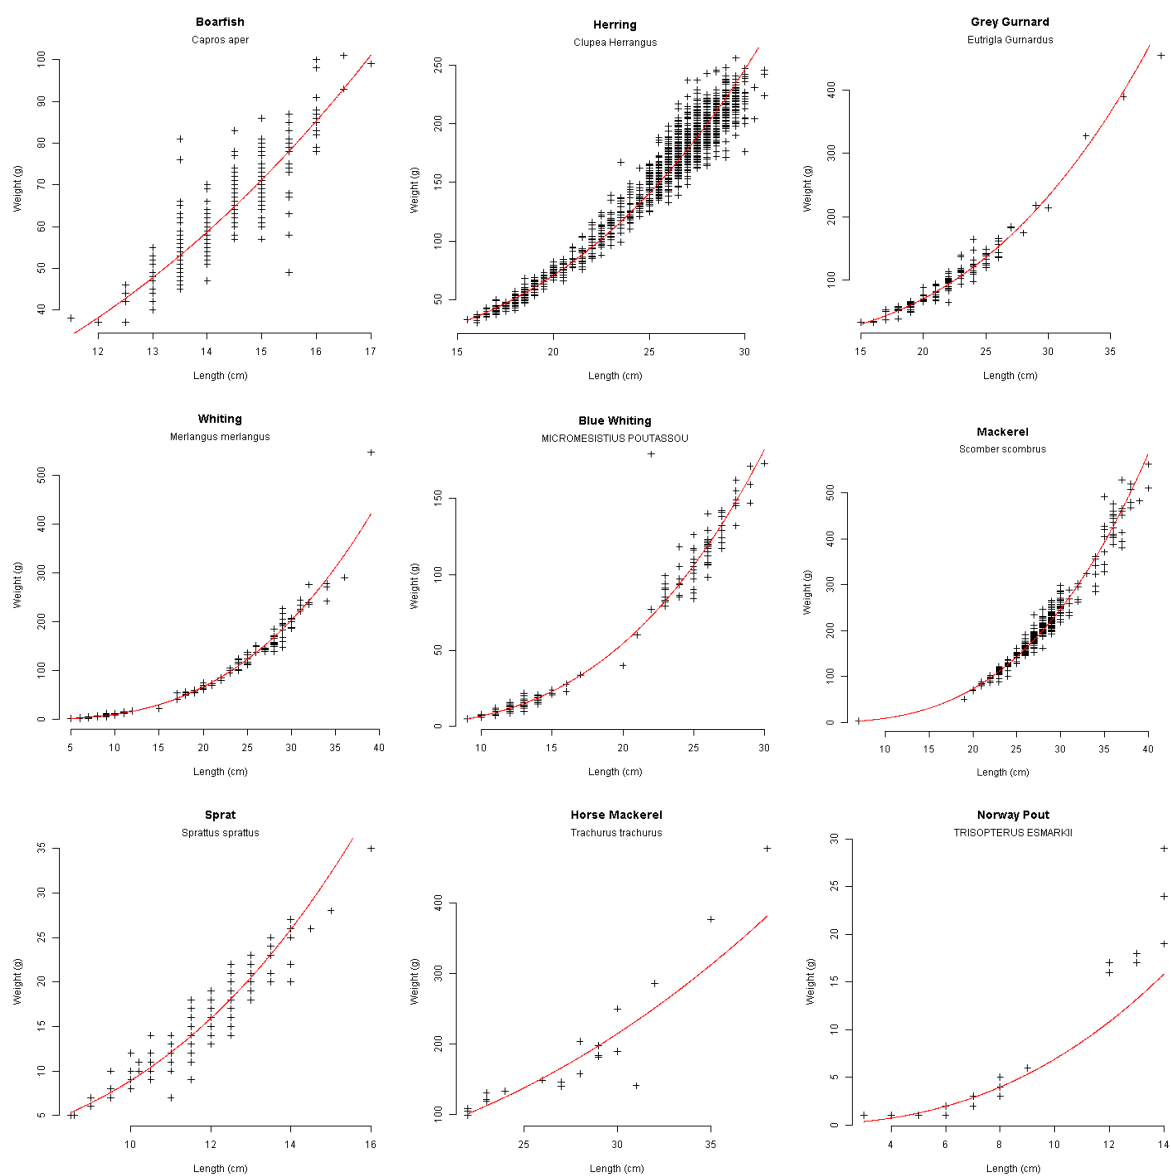 Boarfish
Capros aper
Weight (g)
100
90
80
70
60
50
40
12 13 14 15 16 17
Length (cm)
Herring
Clupea Herrangus
Weight (g)
250
200
150
100
50
15 20 25 30
Length (cm)
Grey Gurnard
Eutrigla Gurnardus
Weight (g)
400
300
200
100
15 20 25 30 35
Length (cm)
Whiting
Merlangus merlangus
Weight (g)
500
400
300
200
100
0
5 10 15 20 25 30 35 40
Length (cm)
Blue Whiting
MICROMESISTIUS POUTASSOU
Weight (g)
150
100
50
0
10 15 20 25 30
Length (cm)
Mackerel
Scomber scombrus
Weight (g)
500
400
300
200
100
0
10 15 20 25 30 35 40
Length (cm)
Sprat
Sprattus sprattus
Weight (g)
35
30
25
20
15
10
5
10 12 14 16
Length (cm)
Horse Mackerel
Trachurus trachurus
Weight (g)
400
300
200
100
25 30 35
Length (cm)
Norway Pout
TRISOPTERUS ESMARKII
Weight (g)
30
25
20
15
10
5
0
4 6 8 10 12 14
Length (cm)